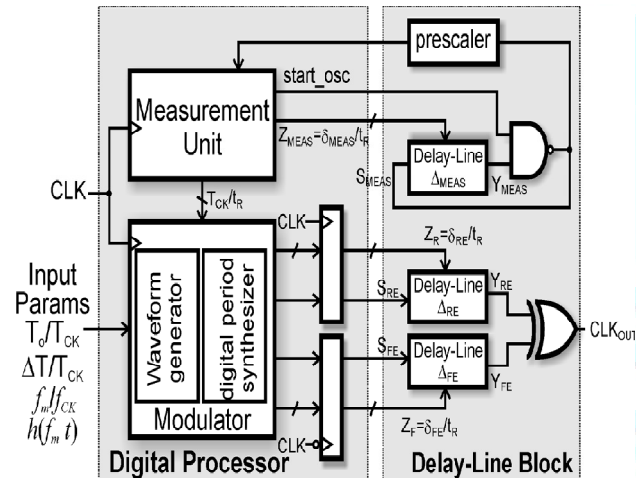 prescaler
start_osc
Measurement
Unit
Z_MEAS=δ_MEAS/t_R
Delay-Line
Δ_MEAS
S_MEAS
Y_MEAS
CLK
T_CK/t_R
CLK
Z_R=δ_RE/t_R
Input
Params
T_o/T_CK
ΔT/T_CK
f_m/f_CK
h(f_m t)
Waveform
generator
digital period
synthesizer
Modulator
S_RE
Delay-Line
Δ_RE
Y_RE
CLK_OUT
S_FE
Delay-Line
Δ_FE
Y_FE
Z_F=δ_FE/t_R
CLK
Digital Processor
Delay-Line Block